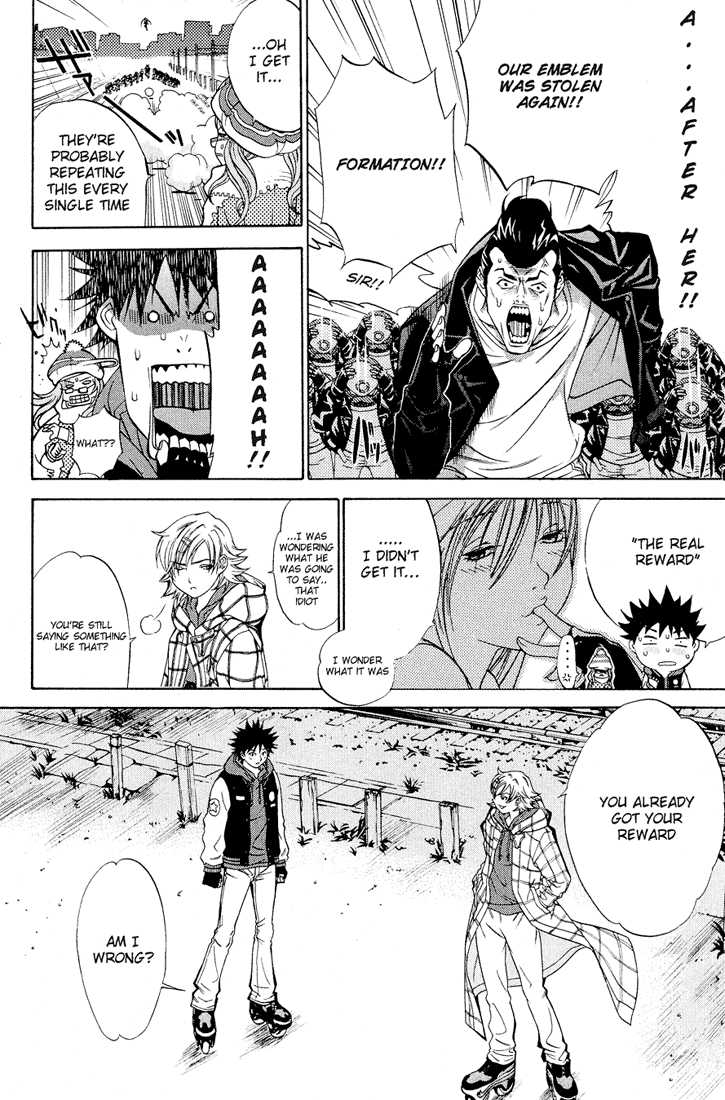 A...AFTER HER!!
OUR EMBLEM
WAS STOLEN
AGAIN!!
FORMATION!!
SIR!!
...OH
I GET
IT...
THEY'RE
PROBABLY
REPEATING
THIS EVERY
SINGLE TIME
AAAAAAAAH!!
WHAT??
"THE REAL
REWARD"
....
.....
I DIDN'T
GET IT...
I WONDER
WHAT IT WAS
...I WAS
WONDERING
WHAT HE
WAS GOING
TO SAY..
THAT
IDIOT
YOU'RE STILL
SAYING SOMETHING
LIKE THAT?
YOU ALREADY
GOT YOUR
REWARD
AM I
WRONG?